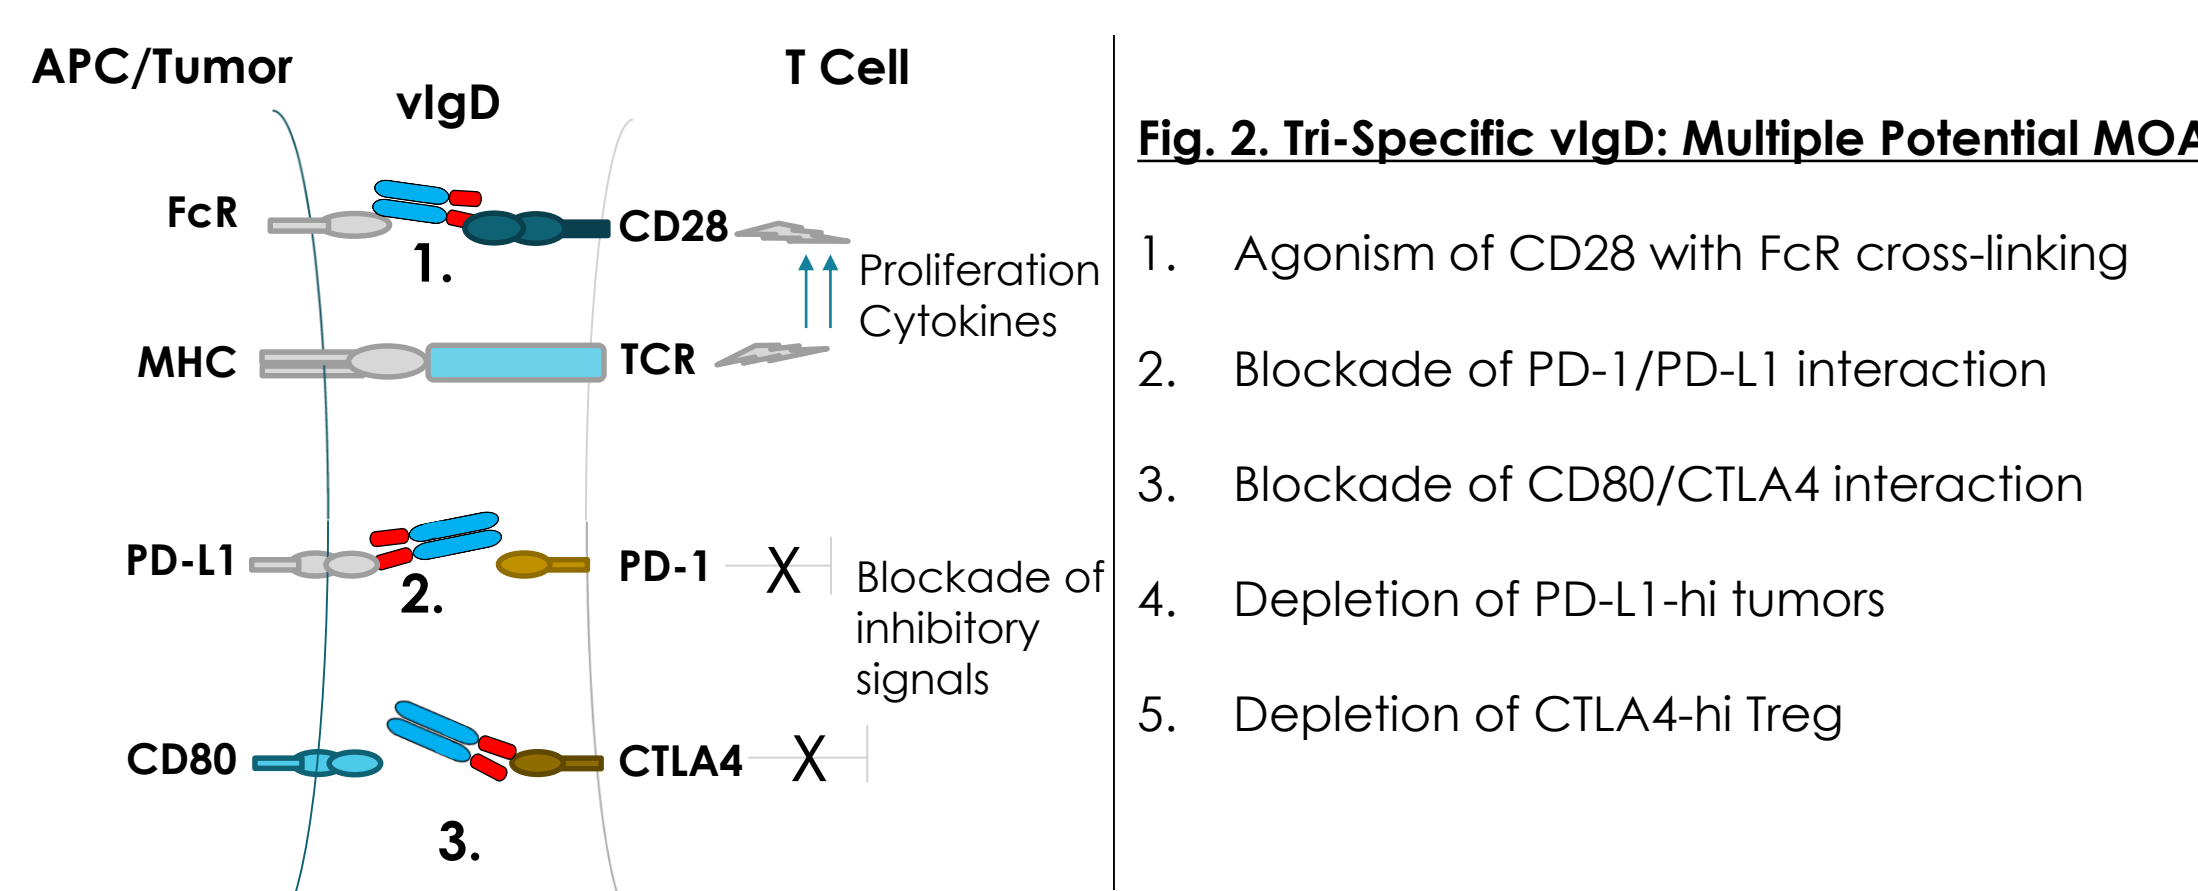 APC/Tumor
vIgD
T Cell
FcR
CD28
1.
Proliferation
Cytokines
MHC
TCR
PD-L1
PD-1
2.
Blockade of
inhibitory
signals
CD80
CTLA4
3.
X
X
Fig. 2. Tri-Specific vIgD: Multiple Potential MOA
1. Agonism of CD28 with FcR cross-linking
2. Blockade of PD-1/PD-L1 interaction
3. Blockade of CD80/CTLA4 interaction
4. Depletion of PD-L1-hi tumors
5. Depletion of CTLA4-hi Treg